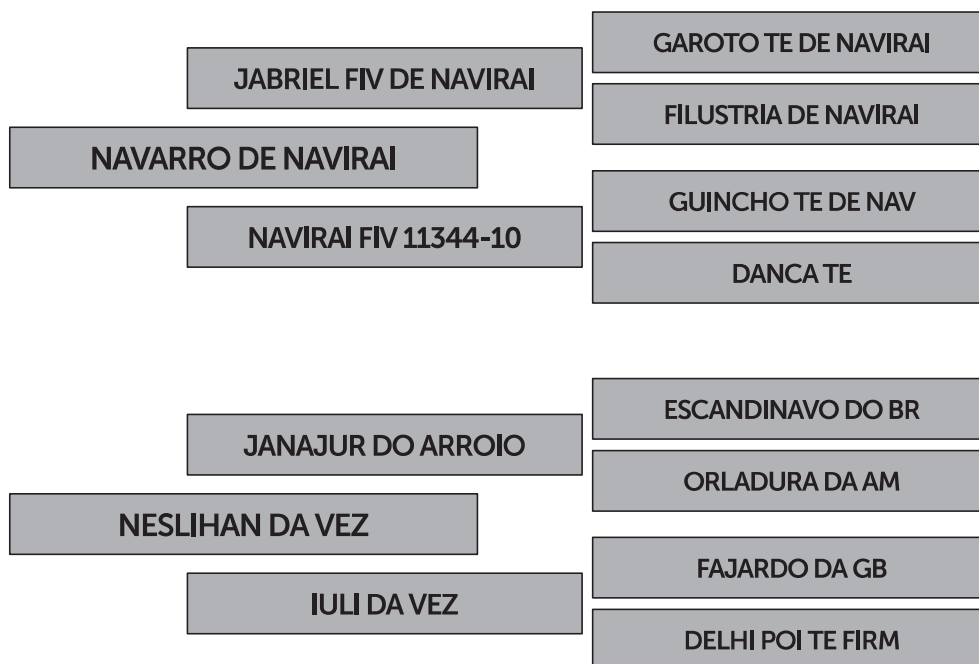 GAROTO TE DE NAVIRAI
JABRIEL FIV DE NAVIRAI
FILUSTRIA DE NAVIRAI
NAVARRO DE NAVIRAI
GUINCHO TE DE NAV
NAVIRAI FIV 11344-10
DANCA TE
ESCANDINAVO DO BR
JANAJUR DO ARROIO
ORLADURA DA AM
NESLIHAN DA VEZ
FAJARDO DA GB
IULI DA VEZ
DELHI POI TE FIRM